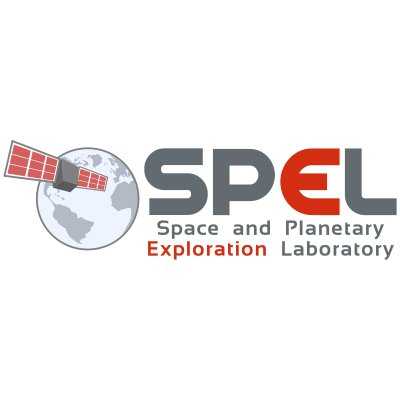 SPEL
Space and Planetary
Exploration Laboratory